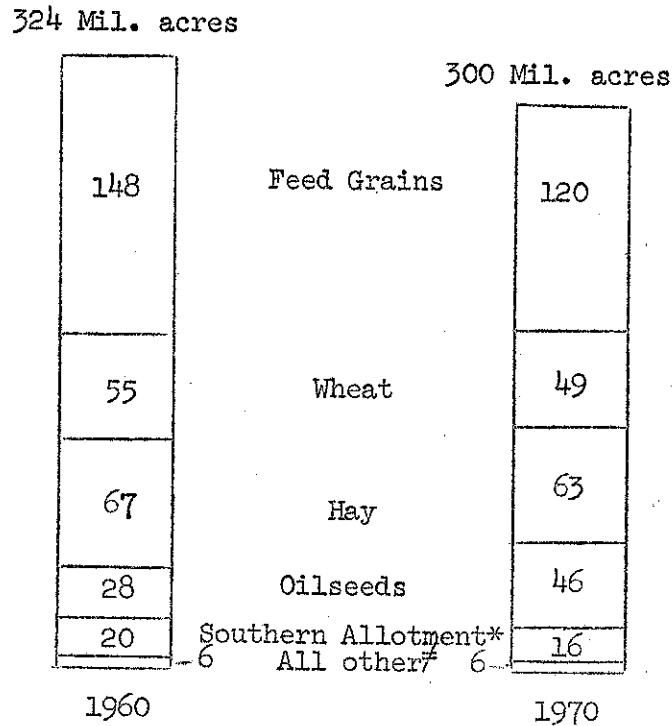 324 Mil. acres
300 Mil. acres
148 Feed Grains 120
55 Wheat 49
67 Hay 63
28 Oilseeds 46
20 Southern Allotment* 16
6 All other≠ 6
1960 1970